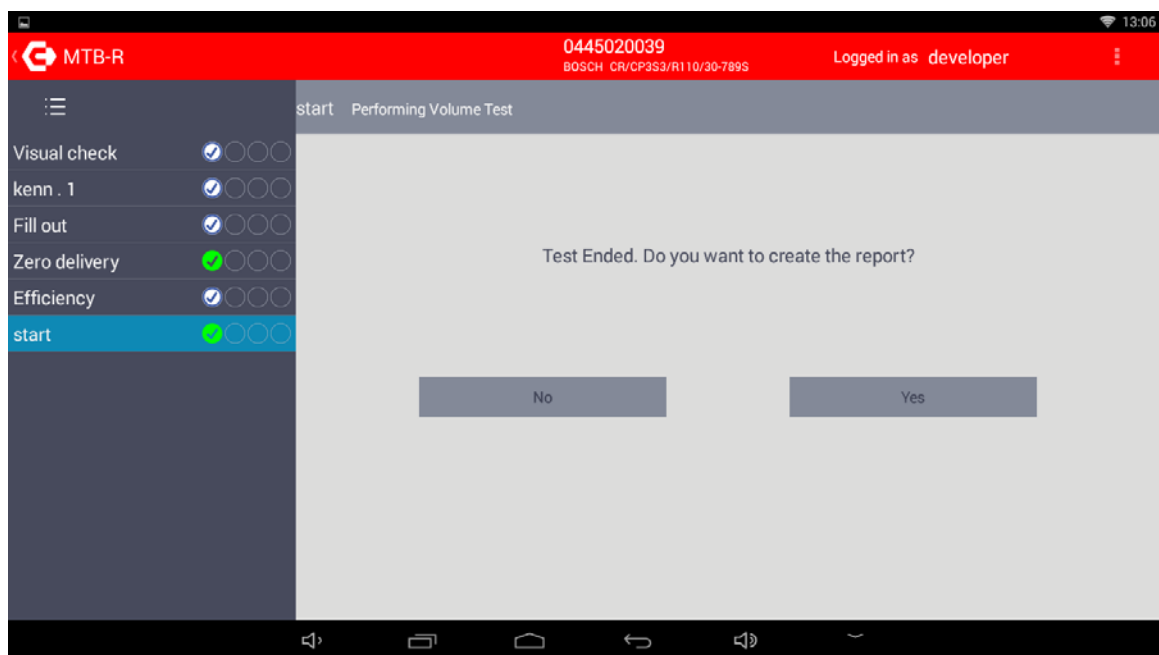 13:06
MTB-R
0445020039
BOSCH CR/CP3S3/R110/30-789S
Logged in as developer
start Performing Volume Test
Visual check
kenn . 1
Fill out
Zero delivery
Efficiency
start
Test Ended. Do you want to create the report?
No
Yes